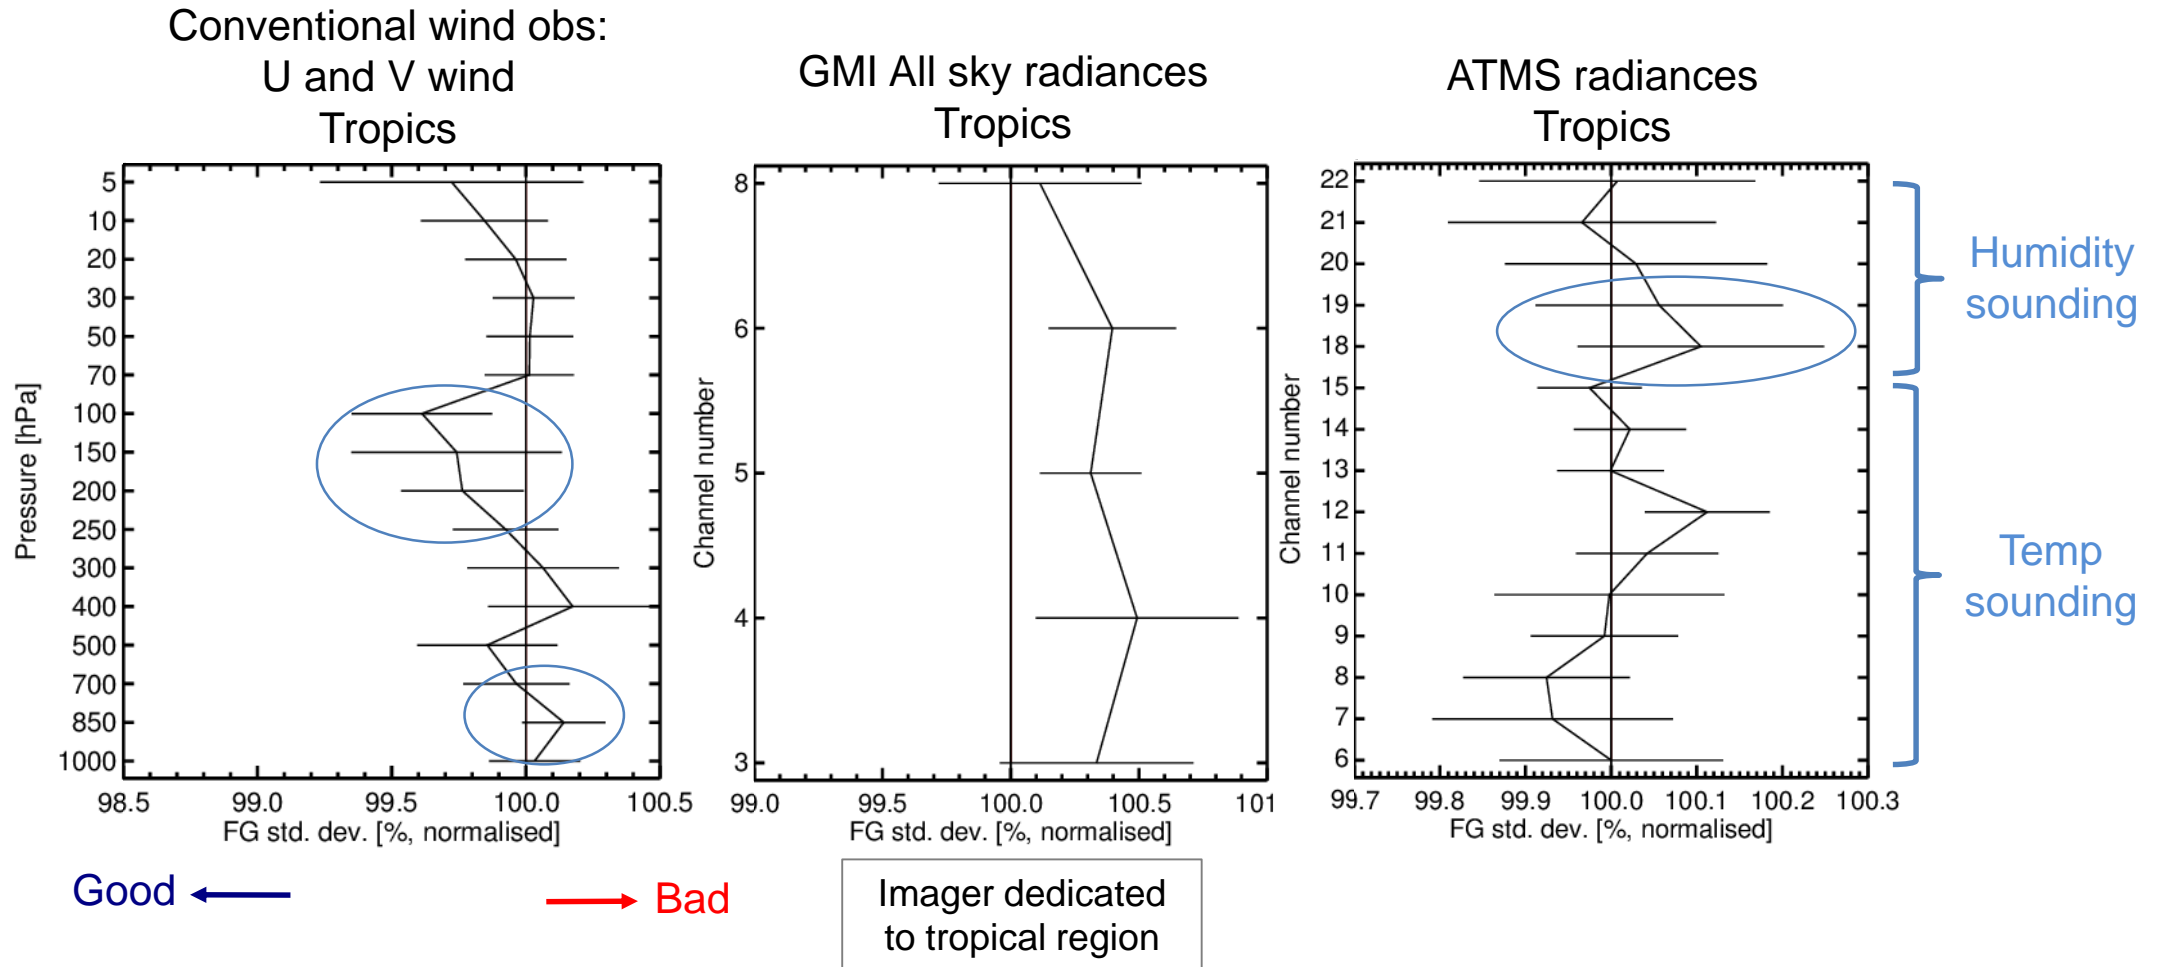 Conventional wind obs:
U and V wind
Tropics
Pressure [hPa]
5
10
20
30
50
70
100
150
200
250
300
400
500
700
850
1000
98.5 99.0 99.5 100.0 100.5
FG std. dev. [%, normalised]
Good
Bad
GMI All sky radiances
Tropics
Channel number
8
6
5
4
3
99.0 99.5 100.0 100.5 101
FG std. dev. [%, normalised]
Imager dedicated
to tropical region
ATMS radiances
Tropics
Channel number
22
21
20
19
18
15
14
13
12
11
10
9
8
7
6
99.7 99.8 99.9 100.0 100.1 100.2 100.3
FG std. dev. [%, normalised]
Humidity
sounding
Temp
sounding